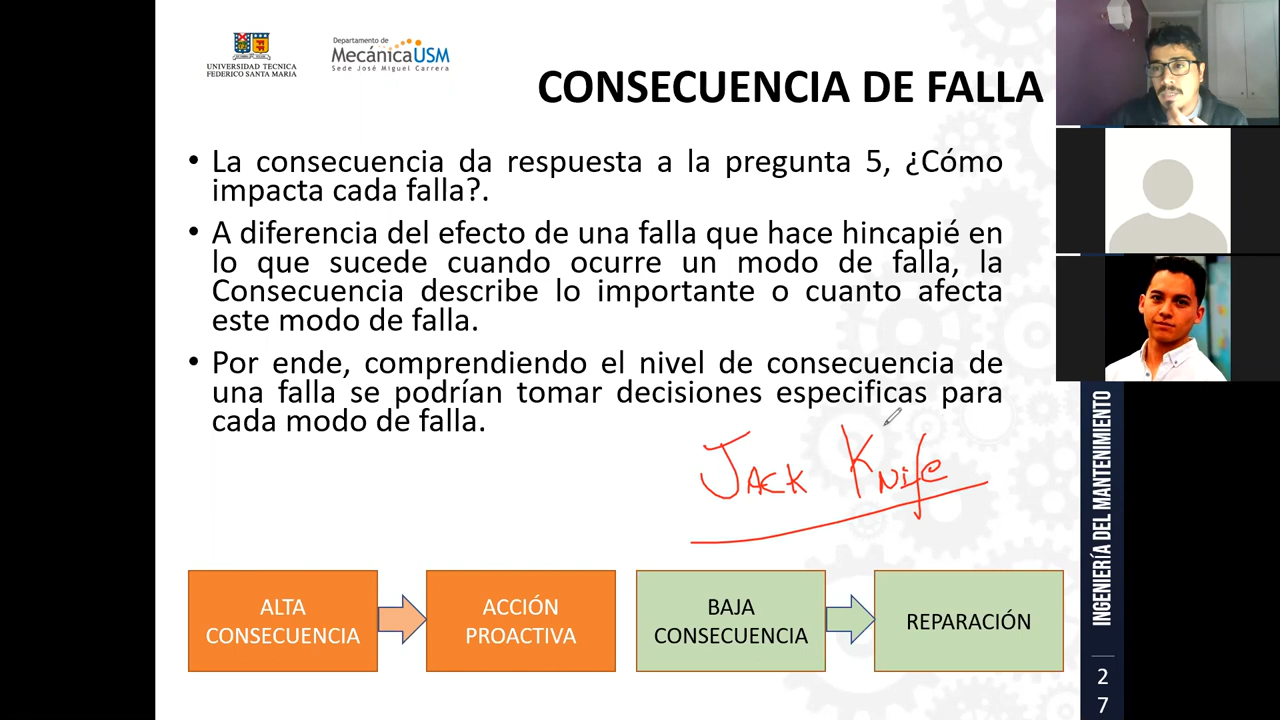 UNIVERSIDAD TECNICA
FEDERICO SANTA MARIA
Departamento de
MecánicaUSM
Sede José Miguel Carrera
CONSECUENCIA DE FALLA
• La consecuencia da respuesta a la pregunta 5, ¿Cómo
impacta cada falla?.
• A diferencia del efecto de una falla que hace hincapié en
lo que sucede cuando ocurre un modo de falla, la
Consecuencia describe lo importante o cuanto afecta
este modo de falla.
• Por ende, comprendiendo el nivel de consecuencia de
una falla se podrían tomar decisiones especificas para
cada modo de falla.
Jack Knife
ALTA
CONSECUENCIA
ACCIÓN
PROACTIVA
BAJA
CONSECUENCIA
REPARACIÓN
INGENIERÍA DEL MANTENIMIENTO
2
7